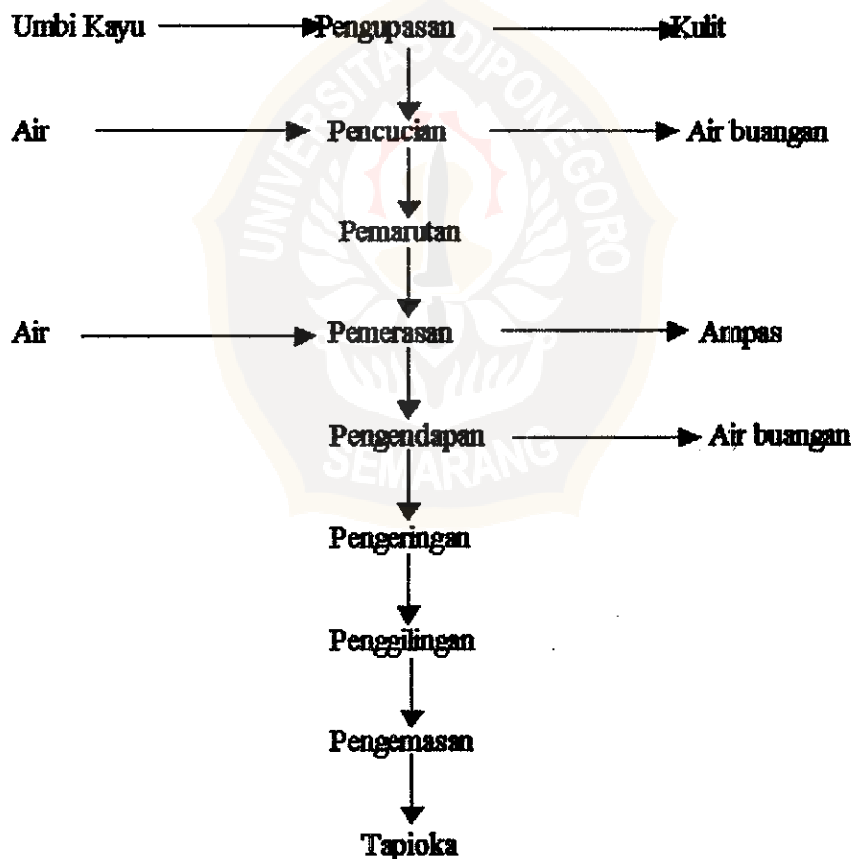 Umbi Kayu Pengupasan Kulit
Air Pencucian Air buangan
Pemarutan
Air Pemerasan Ampas
Pengendapan Air buangan
Pengeringan
Penggilingan
Pengemasan
Tapioka
UNIVERSITAS DIPONEGORO
SEMARANG